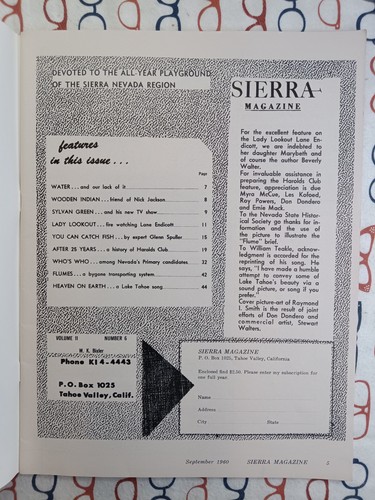 DEVOTED TO THE ALL-YEAR PLAYGROUND
OF THE SIERRA NEVADA REGION
SIERRA
MAGAZINE
features
in this issue . . .
Page
WATER . . . and our lack of it 7
WOODEN INDIAN . . . friend of Nick Jackson 8
SYLVAN GREEN . . . and his new TV show 9
LADY LOOKOUT . . . fire watching Lane Endicott 11
YOU CAN CATCH FISH . . . by expert Glenn Spuller 15
AFTER 25 YEARS . . . a history of Harolds Club 19
WHO'S WHO . . . among Nevada's Primary candidates 32
FLUMES . . . a bygone transporting system 42
HEAVEN ON EARTH . . . a Lake Tahoe song 44
For the excellent feature on
the Lady Lookout Lane En-
dicott, we are indebted to
her daughter Marybeth and
of course the author Beverly
Walter.
For invaluable assistance in
preparing the Harolds Club
feature, appreciation is due
Myra McCue, Les Kofoed,
Roy Powers, Don Dondero
and Ernie Mack.
To the Nevada State Histor-
ical Society go thanks for
information and the use of
the picture to illustrate the
"Flume" brief.
To William Teakle, acknow-
ledgment is accorded for the
reprinting of his song. He
says, "I have made a humble
attempt to convey some of
Lake Tahoe's beauty via a
sound picture, or song if you
prefer."
Cover picture-art of Raymond
I. Smith is the result of joint
efforts of Don Dondero and
commercial artist, Stewart
Walters.
VOLUME II NUMBER 6
Phone KI 4-4443
P. O. Box 1025
Tahoe Valley, Calif.
SIERRA MAGAZINE
P. O. Box 1025, Tahoe Valley, California
Enclosed find $2.50. Please enter my subscription for
one full year.
Name
Address
City State
September 1960 SIERRA MAGAZINE 5